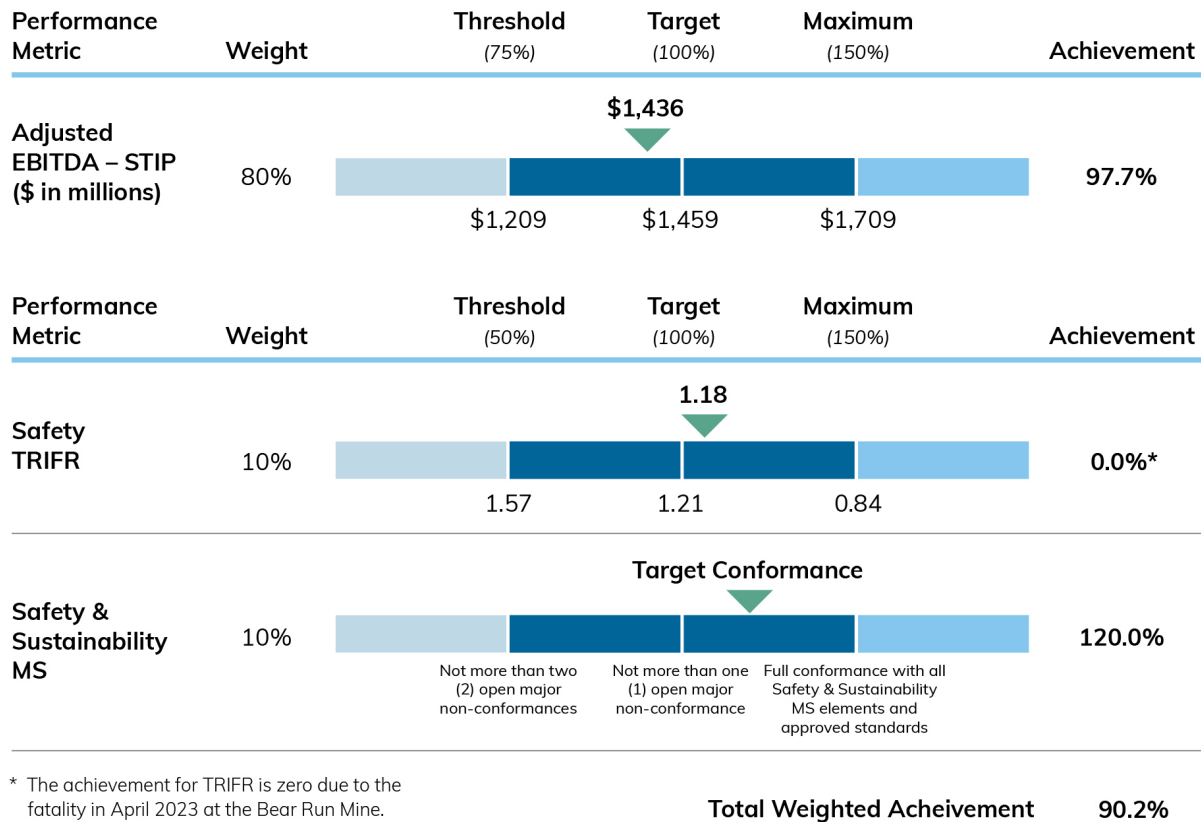 Performance Metric Weight Threshold (75%) Target (100%) Maximum (150%) Achievement
Adjusted
EBITDA – STIP
($ in millions)
80%
$1,436
$1,209 $1,459 $1,709
97.7%
Performance Metric Weight Threshold (50%) Target (100%) Maximum (150%) Achievement
Safety
TRIFR
10%
1.18
1.57 1.21 0.84
0.0%*
Safety &
Sustainability
MS
10%
Target Conformance
Not more than two
(2) open major
non-conformances
Not more than one
(1) open major
non-conformance
Full conformance with all
Safety & Sustainability
MS elements and
approved standards
120.0%
* The achievement for TRIFR is zero due to the
fatality in April 2023 at the Bear Run Mine.
Total Weighted Acheivement 90.2%